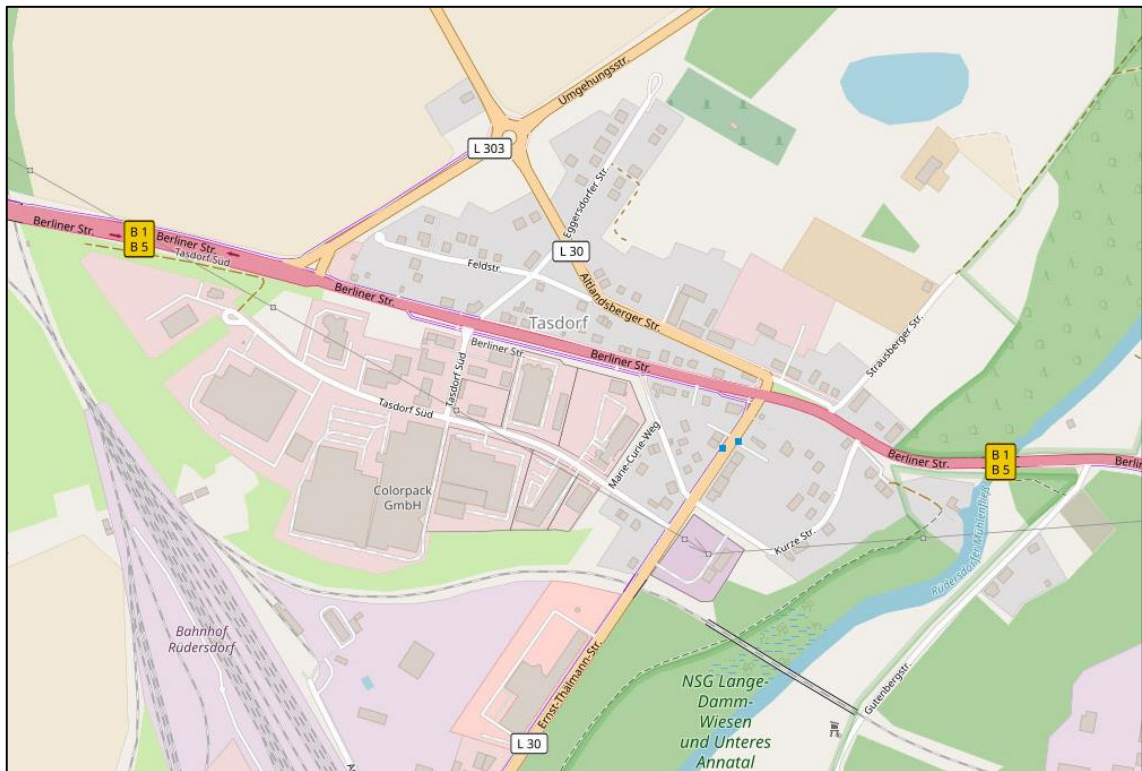 Umgehungsstr.
L 303
Eggersdorfer Str.
Berliner Str.
B 1
B 5
Berliner Str.
Tasdorf Süd
L 30
Feldstr.
Berliner Str.
Altlandsberger Str.
Tasdorf
Strausberger Str.
Berliner Str.
Berliner Str.
Tasdorf Süd
Tasdorf Süd
Marie-Curie-Weg
Berliner Str.
B 1
B 5
Colorpack
GmbH
Kurze Str.
Rüdersdorfer Mühlenfließ
Bahnhof
Rüdersdorf
Ernst-Thälmann-Str.
Gutenbergstr.
NSG Lange-
Damm-
Wiesen
und Unteres
Annatal
L 30